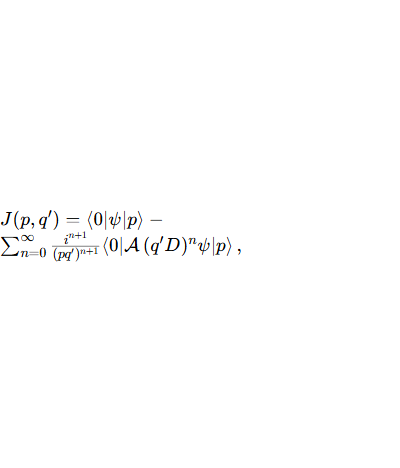 J(p, q′) = ⟨0|ψ|p⟩ −
∑_{n=0}^{∞} \frac{i^{n+1}}{(pq′)^{n+1}} ⟨0|𝒜 (q′D)^n ψ|p⟩ ,